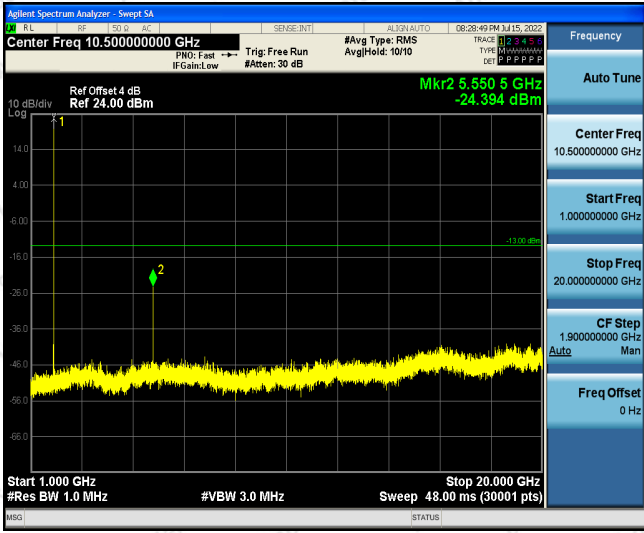 Agilent Spectrum Analyzer - Swept SA
RL RF 50 Ω AC SENSE:INT ALIGN AUTO 08:28:49 PM Jul 15, 2022
Center Freq 10.500000000 GHz
PNO: Fast
IFGain:Low
Trig: Free Run
#Atten: 30 dB
#Avg Type: RMS
Avg|Hold: 10/10
TRACE 1 2 3 4 5 6
TYPE M
DET P P P P P P
Mkr2 5.550 5 GHz
-24.394 dBm
Ref Offset 4 dB
10 dB/div Ref 24.00 dBm
Log
1
14.0
4.00
-6.00
-13.00 dBm
-16.0
2
-26.0
-36.0
-46.0
-56.0
-66.0
Start 1.000 GHz Stop 20.000 GHz
#Res BW 1.0 MHz #VBW 3.0 MHz Sweep 48.00 ms (30001 pts)
MSG STATUS
Frequency
Auto Tune
Center Freq
10.500000000 GHz
Start Freq
1.000000000 GHz
Stop Freq
20.000000000 GHz
CF Step
1.900000000 GHz
Auto Man
Freq Offset
0 Hz